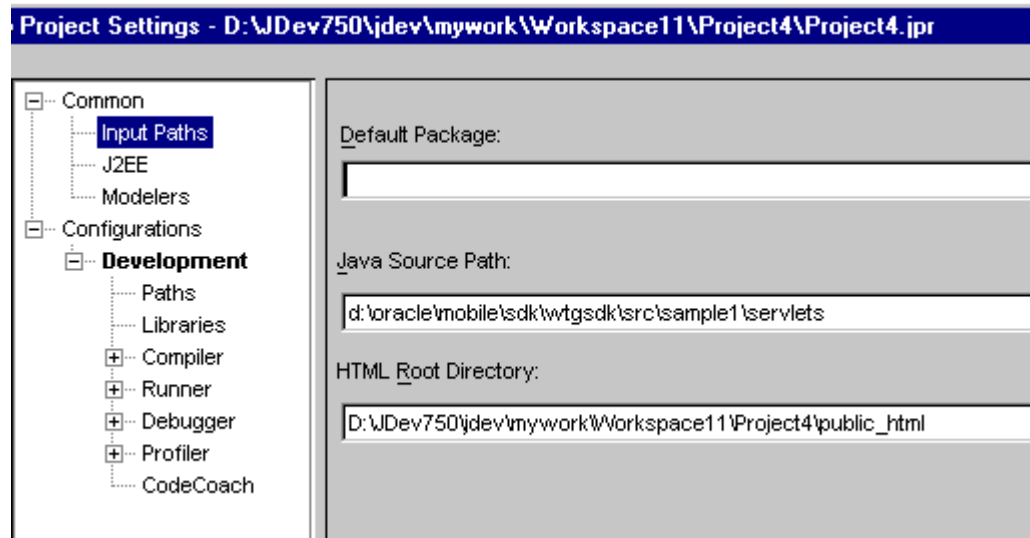 Project Settings - D:\JDev750\jdev\mywork\Workspace11\Project4\Project4.jpr
Common
Input Paths
J2EE
Modelers
Configurations
Development
Paths
Libraries
Compiler
Runner
Debugger
Profiler
CodeCoach
Default Package:
Java Source Path:
d:\oracle\mobile\sdk\wtgsdk\src\sample1\servlets
HTML Root Directory:
D:\JDev750\jdev\mywork\Workspace11\Project4\public_html